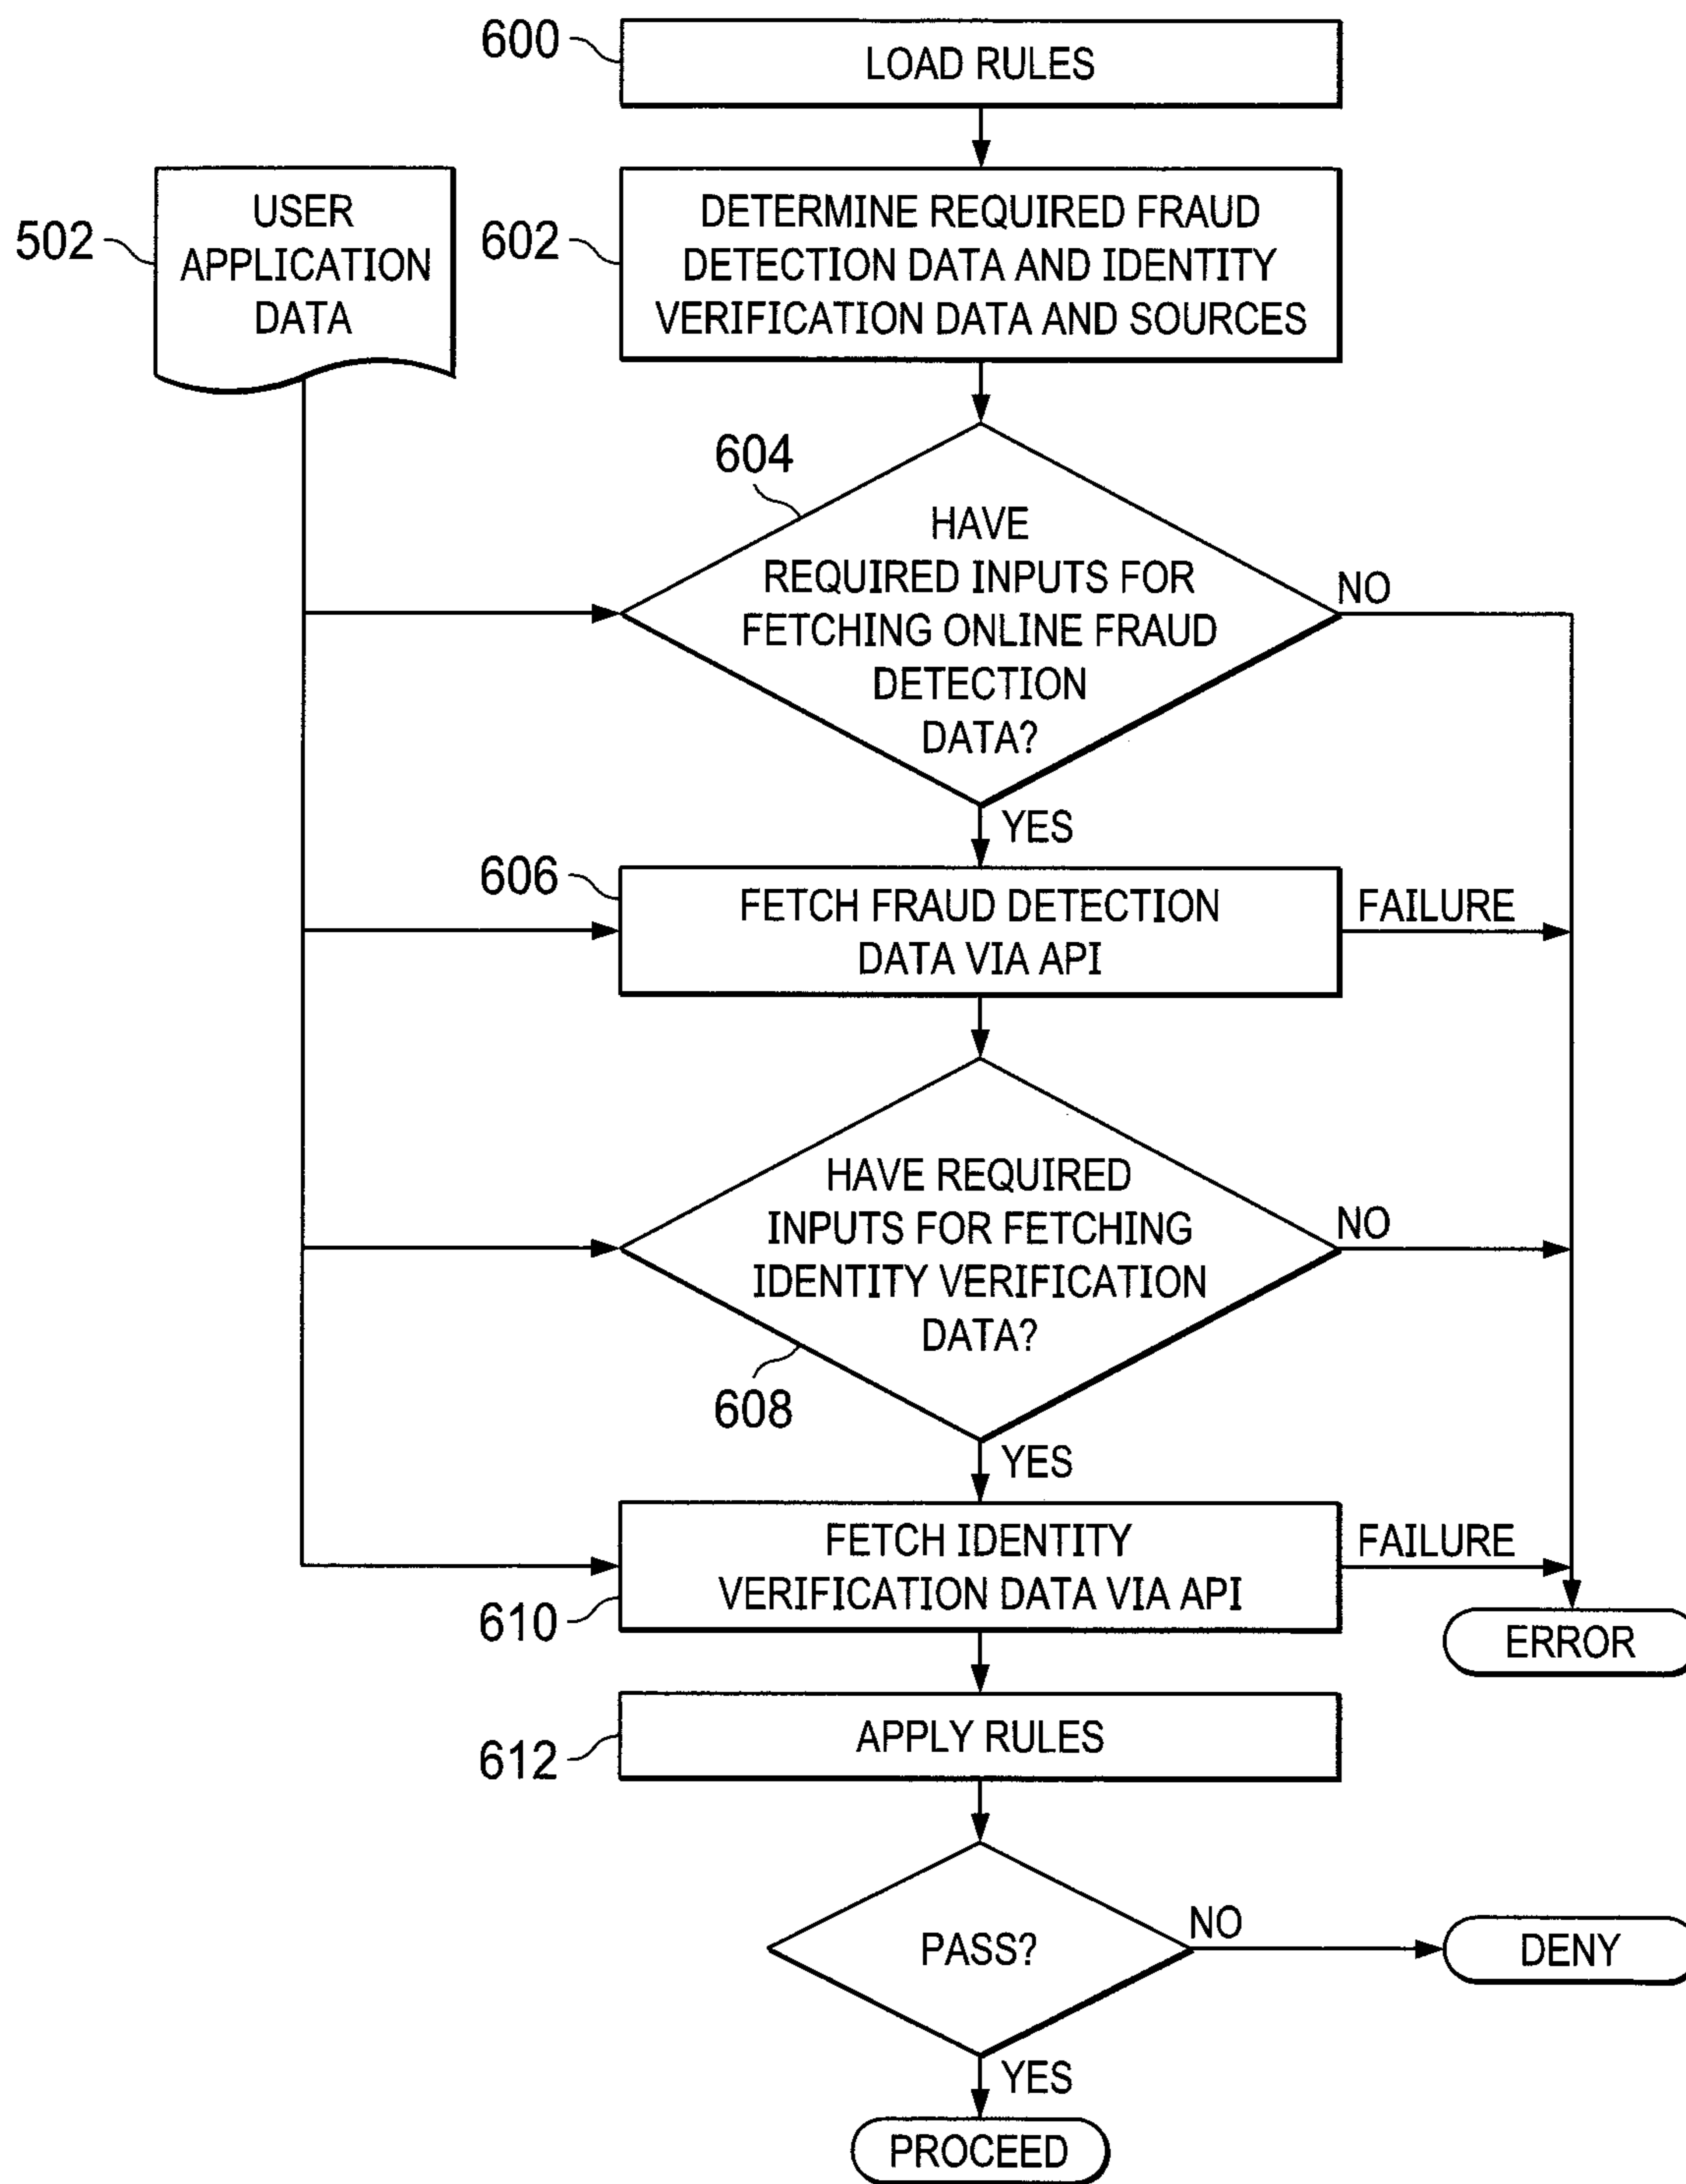 600
LOAD RULES
502
USER
APPLICATION
DATA
602
DETERMINE REQUIRED FRAUD
DETECTION DATA AND IDENTITY
VERIFICATION DATA AND SOURCES
604
HAVE
REQUIRED INPUTS FOR
FETCHING ONLINE FRAUD
DETECTION
DATA?
NO
YES
606
FETCH FRAUD DETECTION
DATA VIA API
FAILURE
HAVE REQUIRED
INPUTS FOR FETCHING
IDENTITY VERIFICATION
DATA?
NO
608
YES
610
FETCH IDENTITY
VERIFICATION DATA VIA API
FAILURE
ERROR
612
APPLY RULES
PASS?
NO
DENY
YES
PROCEED